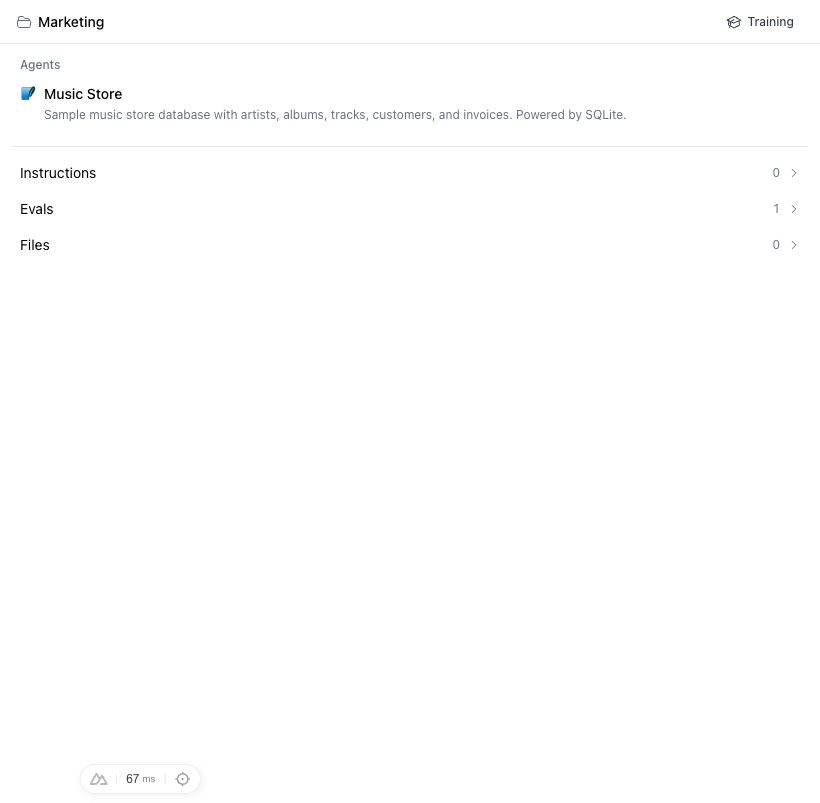 Marketing
Training
Agents
Music Store
Sample music store database with artists, albums, tracks, customers, and invoices. Powered by SQLite.
Instructions 0
Evals 1
Files 0
67 ms